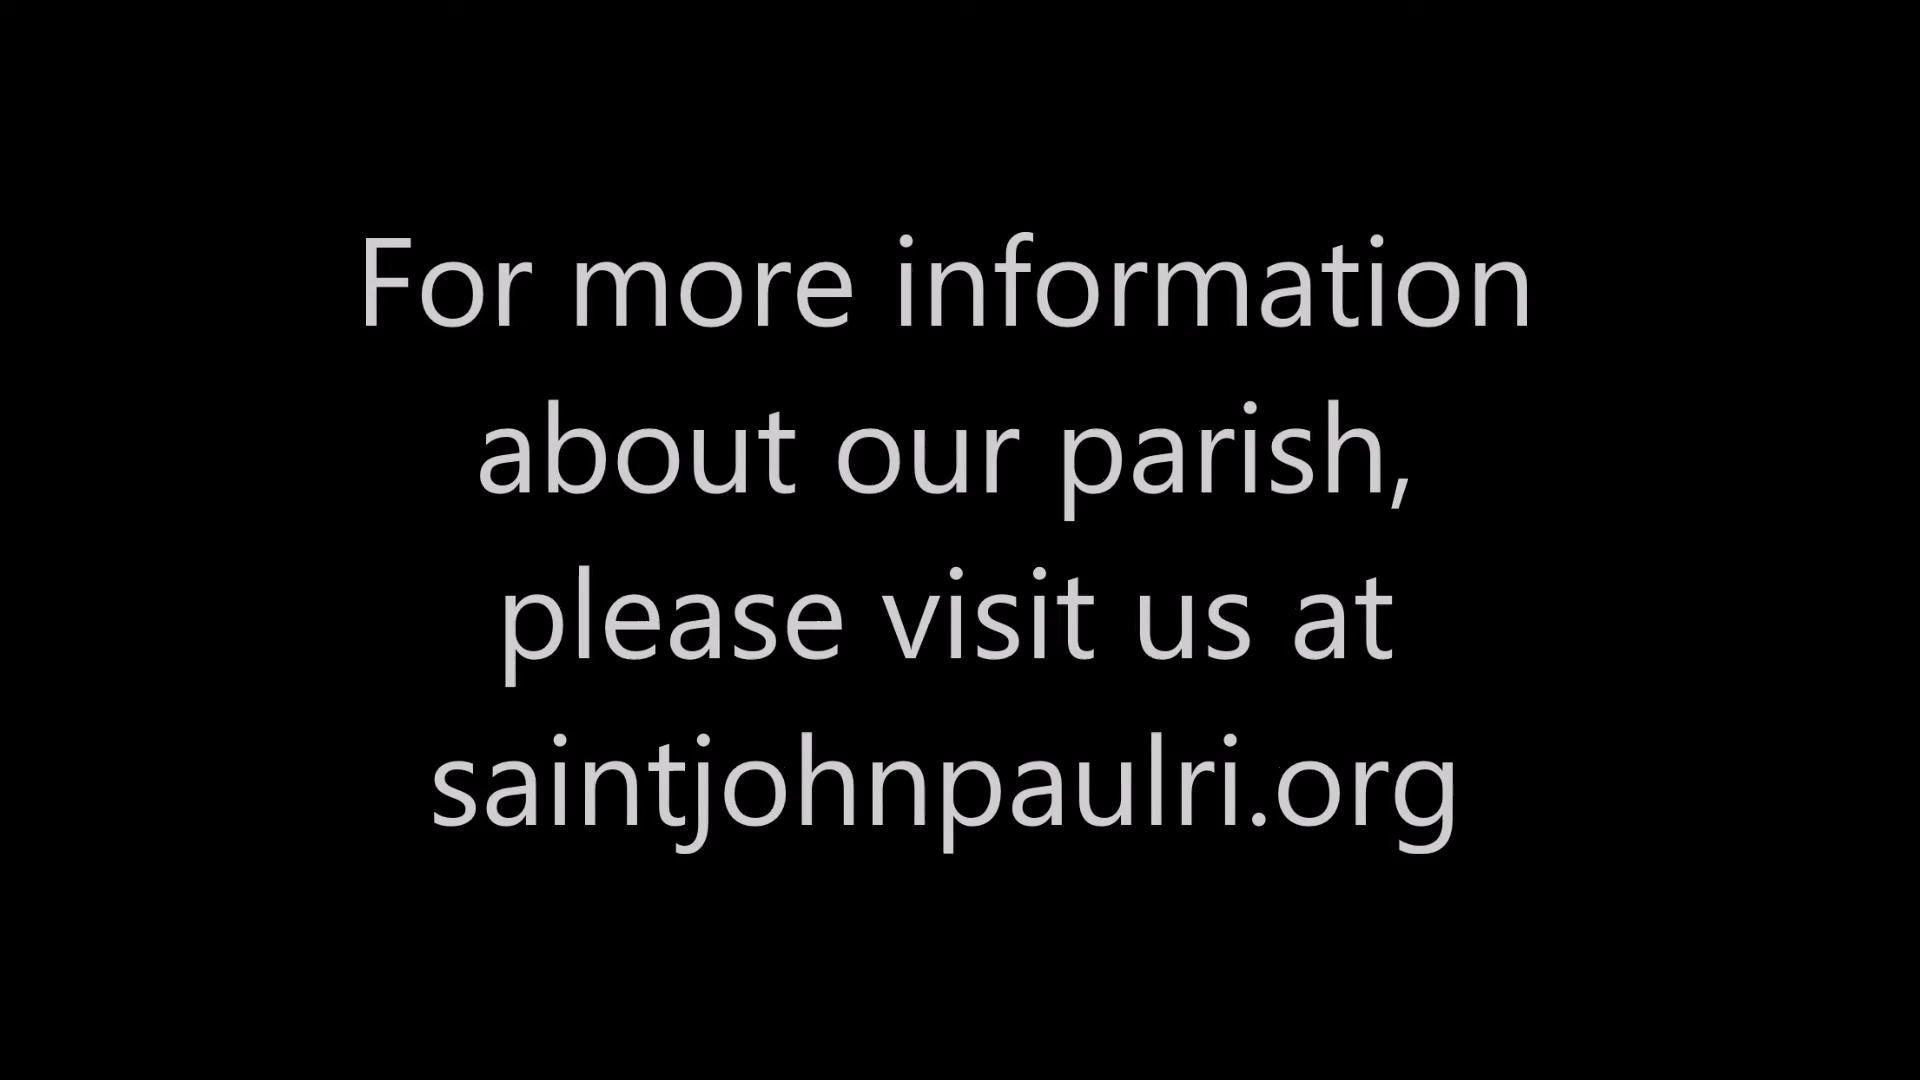 For more information
about our parish,
please visit us at
saintjohnpaulri.org